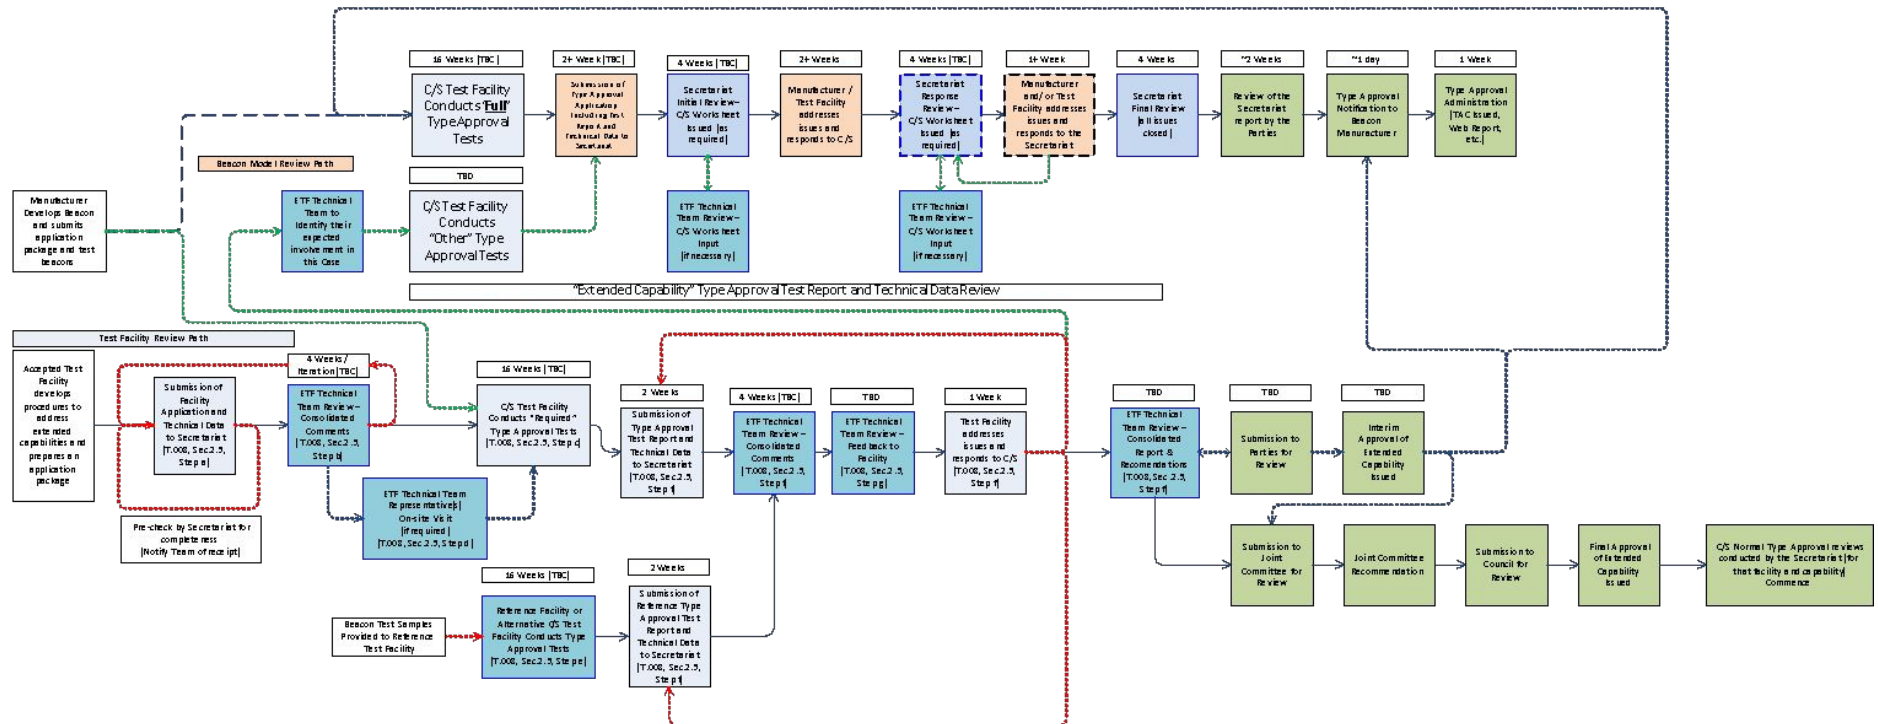 16 Weeks [TBC]
C/S Test Facility
Conducts "Full"
Type Approval
Tests
2+ Week [TBC]
Submission of
Type Approval
Application
Including Test
Report and
Technical Data to
Secretariat
4 Weeks [TBC]
Secretariat
Initial Review–
C/S Worksheet
Issued [as
required]
2+ Weeks
Manufacturer /
Test Facility
addresses
issues and
responds to C/S
4 Weeks [TBC]
Secretariat
Response
Review–
C/S Worksheet
Issued [as
required]
1+ Week
Manufacturer
and/ or Test
Facility addresses
issues and
responds to the
Secretariat
4 Weeks
Secretariat
Final Review
[all issues
closed]
~2 Weeks
Review of the
Secretariat
report by the
Parties
~1 day
Type Approval
Notification to
Beacon
Manufacturer
1 Week
Type Approval
Administration
[TAC Issued,
Web Report,
etc.]
Beacon Model Review Path
Manufacturer
Develops Beacon
and submits
application
package and test
beacons
ETF Technical
Team to
Identify their
expected
involvement in
this Case
TBD
C/S Test Facility
Conducts
"Other" Type
Approval Tests
ETF Technical
Team Review–
C/S Worksheet
Input
[if necessary]
ETF Technical
Team Review–
C/S Worksheet
Input
[if necessary]
"Extended Capability" Type Approval Test Report and Technical Data Review
Test Facility Review Path
Accepted Test
Facility
develops
procedures to
address
extended
capabilities and
prepares an
application
package
Submission of
Facility
Application and
Technical Data
to Secretariat
[T.008, Sec.2.5,
Step a]
Pre-check by Secretariat for
completeness
[Notify Team of receipt]
4 Weeks /
Iteration [TBC]
ETF Technical
Team Review–
Consolidated
Comments
[T.008, Sec.2.5,
Step b]
ETF Technical Team
Representative[s]
On-site Visit
[if required]
[T.008, Sec.2.5, Step d]
16 Weeks [TBC]
C/S Test Facility
Conducts "Required"
Type Approval Tests
[T.008, Sec.2.5, Step c]
2 Weeks
Submission of
Type Approval
Test Report and
Technical Data
to Secretariat
[T.008, Sec.2.5,
Step f]
4 Weeks [TBC]
ETF Technical
Team Review–
Consolidated
Comments
[T.008, Sec.2.5,
Step f]
TBD
ETF Technical
Team Review–
Feedback to
Facility
[T.008, Sec.2.5,
Step g]
1 Week
Test Facility
addresses
issues and
responds to C/S
[T.008, Sec.2.5,
Step f]
TBD
ETF Technical
Team Review–
Consolidated
Report &
Recomendations
[T.008, Sec.2.5,
Step f]
TBD
Submission to
Parties for
Review
TBD
Interim
Approval of
Extended
Capability
Issued
Submission to
Joint
Committee for
Review
Joint Committee
Recommendation
Submission to
Council for
Review
Final Approval
of Extended
Capability
Issued
C/S Normal Type Approval reviews
conducted by the Secretariat [for
that facility and capability]
Commence
Beacon Test Samples
Provided to Reference
Test Facility
16 Weeks [TBC]
Reference Facility or
Alternative C/S Test
Facility Conducts Type
Approval Tests
[T.008, Sec.2.5, Step e]
2 Weeks
Submission of
Reference Type
Approval Test
Report and
Technical Data
to Secretariat
[T.008, Sec.2.5,
Step f]